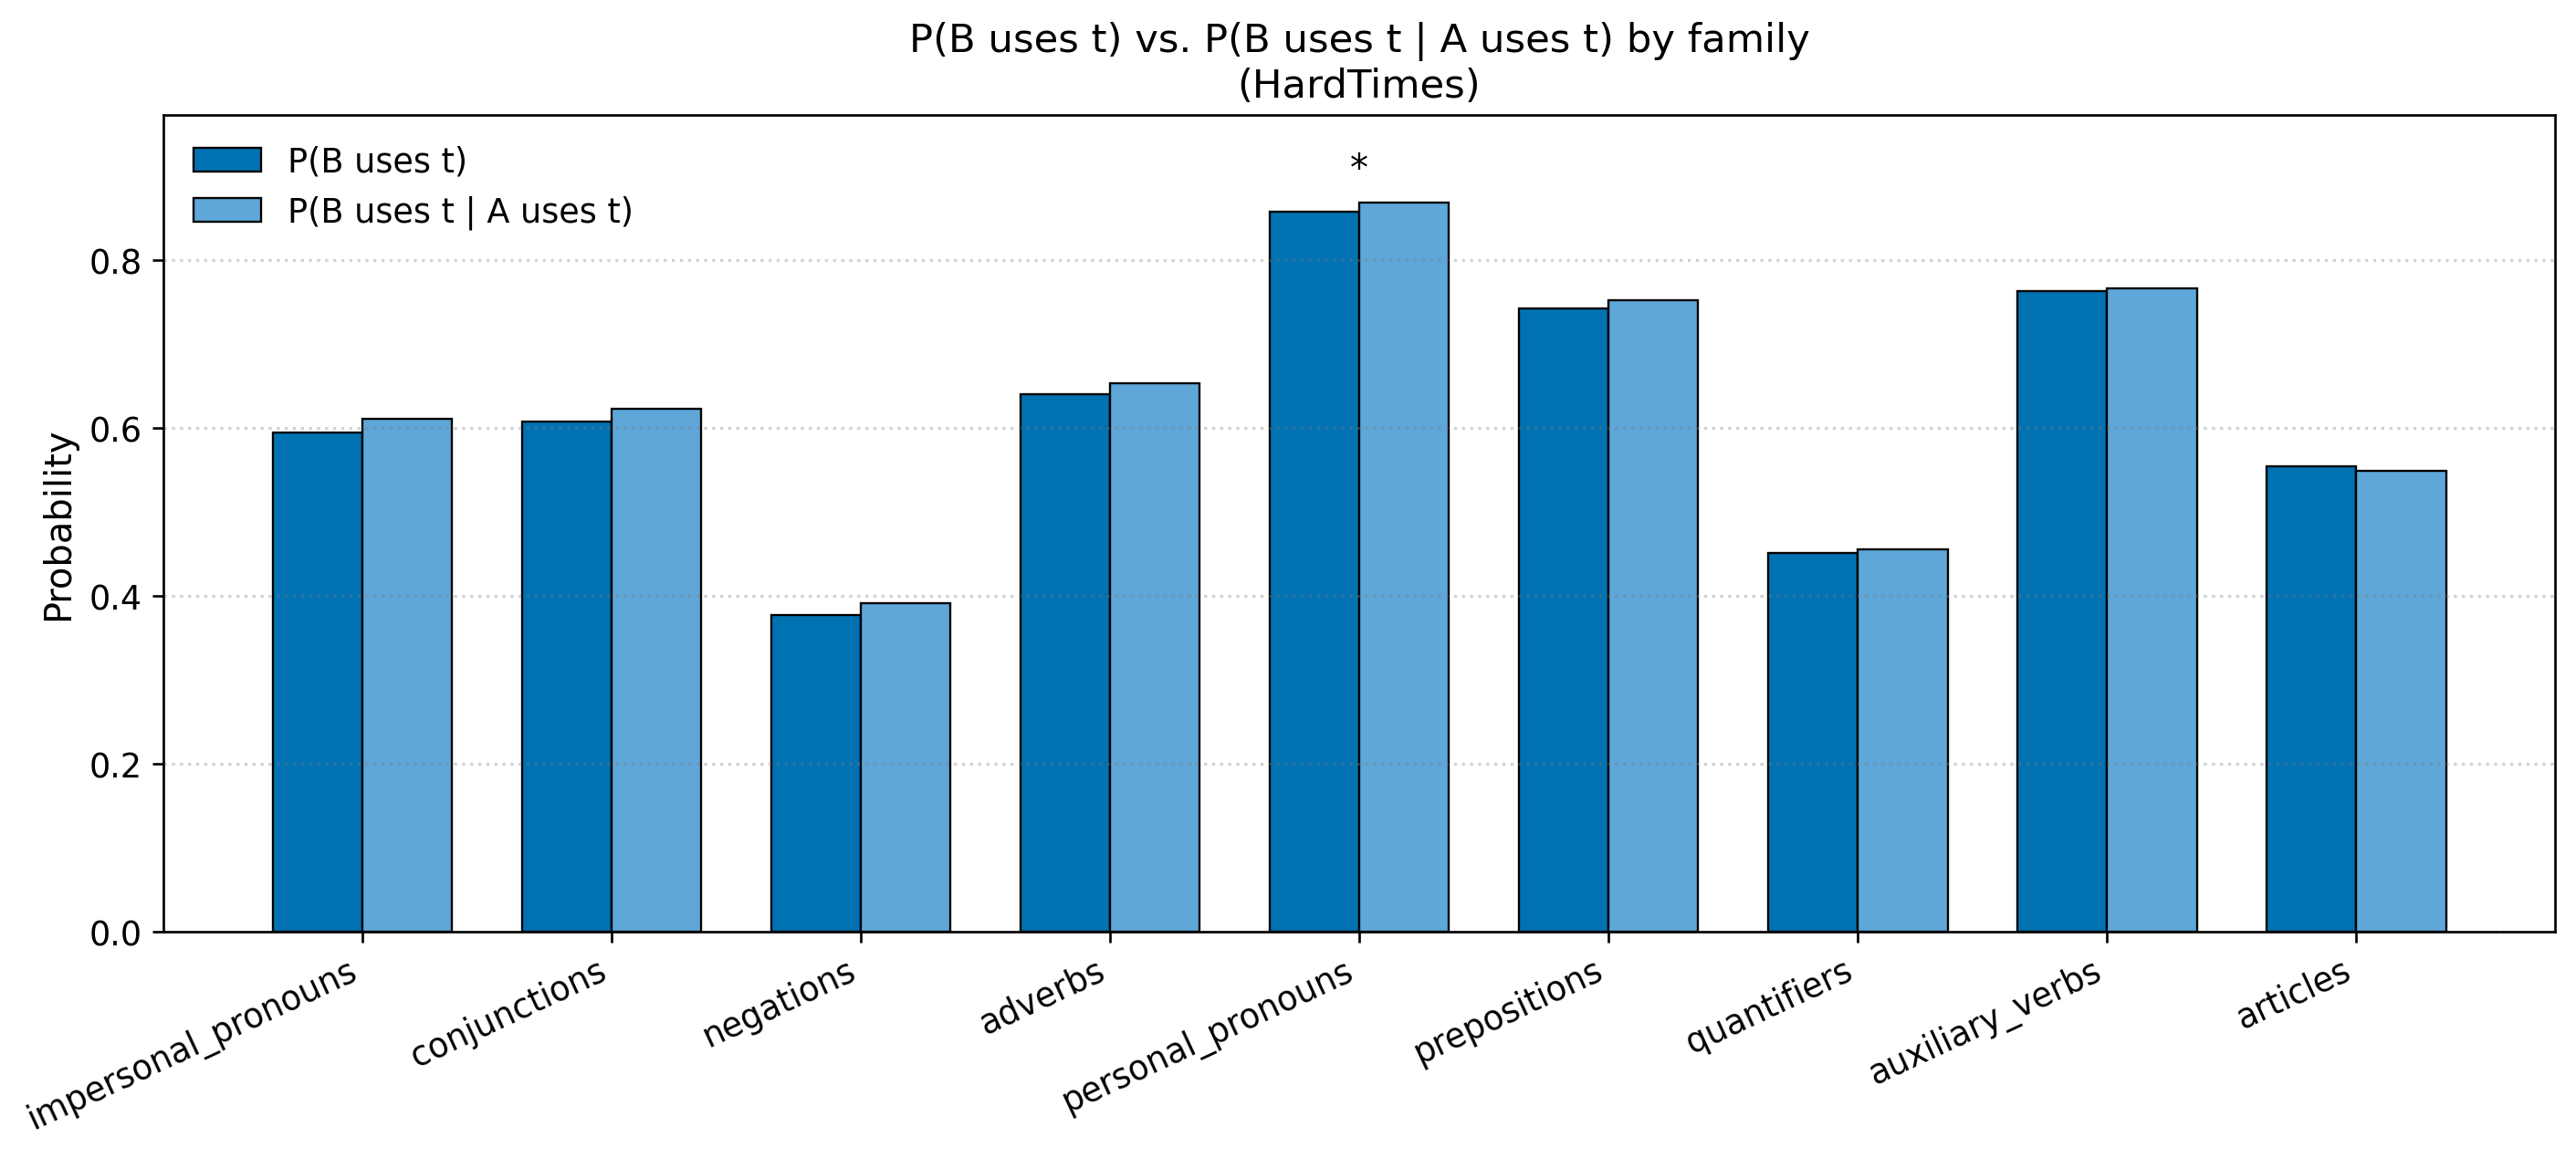 P(B uses t) vs. P(B uses t | A uses t) by family
(HardTimes)
P(B uses t)
P(B uses t | A uses t)
*
Probability
0.8
0.6
0.4
0.2
0.0
impersonal_pronouns
conjunctions
negations
adverbs
personal_pronouns
prepositions
quantifiers
auxiliary_verbs
articles